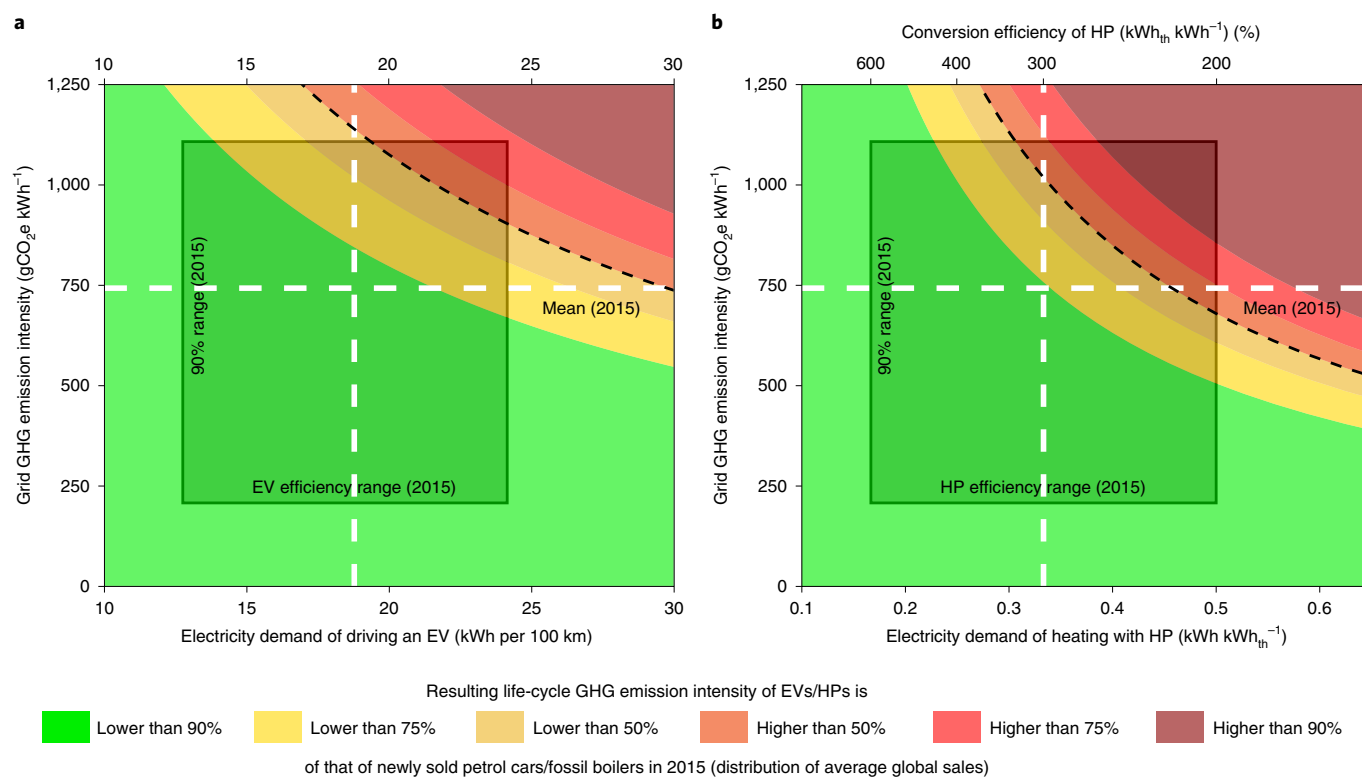 a
10 15 20 25 30
1,250
1,000
750
500
250
0
Grid GHG emission intensity (gCO₂e kWh⁻¹)
90% range (2015)
Mean (2015)
EV efficiency range (2015)
10 15 20 25 30
Electricity demand of driving an EV (kWh per 100 km)
b
Conversion efficiency of HP (kWhₜₕ kWh⁻¹) (%)
600 400 300 200
1,250
1,000
750
500
250
0
Grid GHG emission intensity (gCO₂e kWh⁻¹)
90% range (2015)
Mean (2015)
HP efficiency range (2015)
0.1 0.2 0.3 0.4 0.5 0.6
Electricity demand of heating with HP (kWh kWhₜₕ⁻¹)
Resulting life-cycle GHG emission intensity of EVs/HPs is
Lower than 90% Lower than 75% Lower than 50% Higher than 50% Higher than 75% Higher than 90%
of that of newly sold petrol cars/fossil boilers in 2015 (distribution of average global sales)